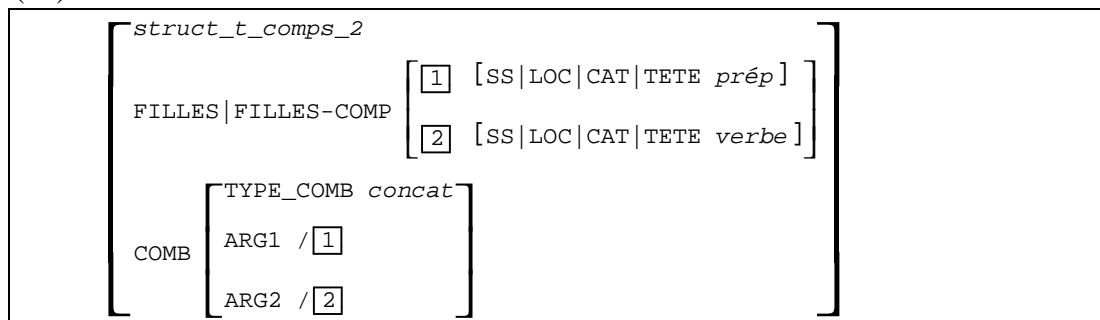 struct_t_comps_2
1 [SS|LOC|CAT|TETE prép]
FILLES|FILLES-COMP
2 [SS|LOC|CAT|TETE verbe]
TYPE_COMB concat
COMB ARG1 /1
ARG2 /2